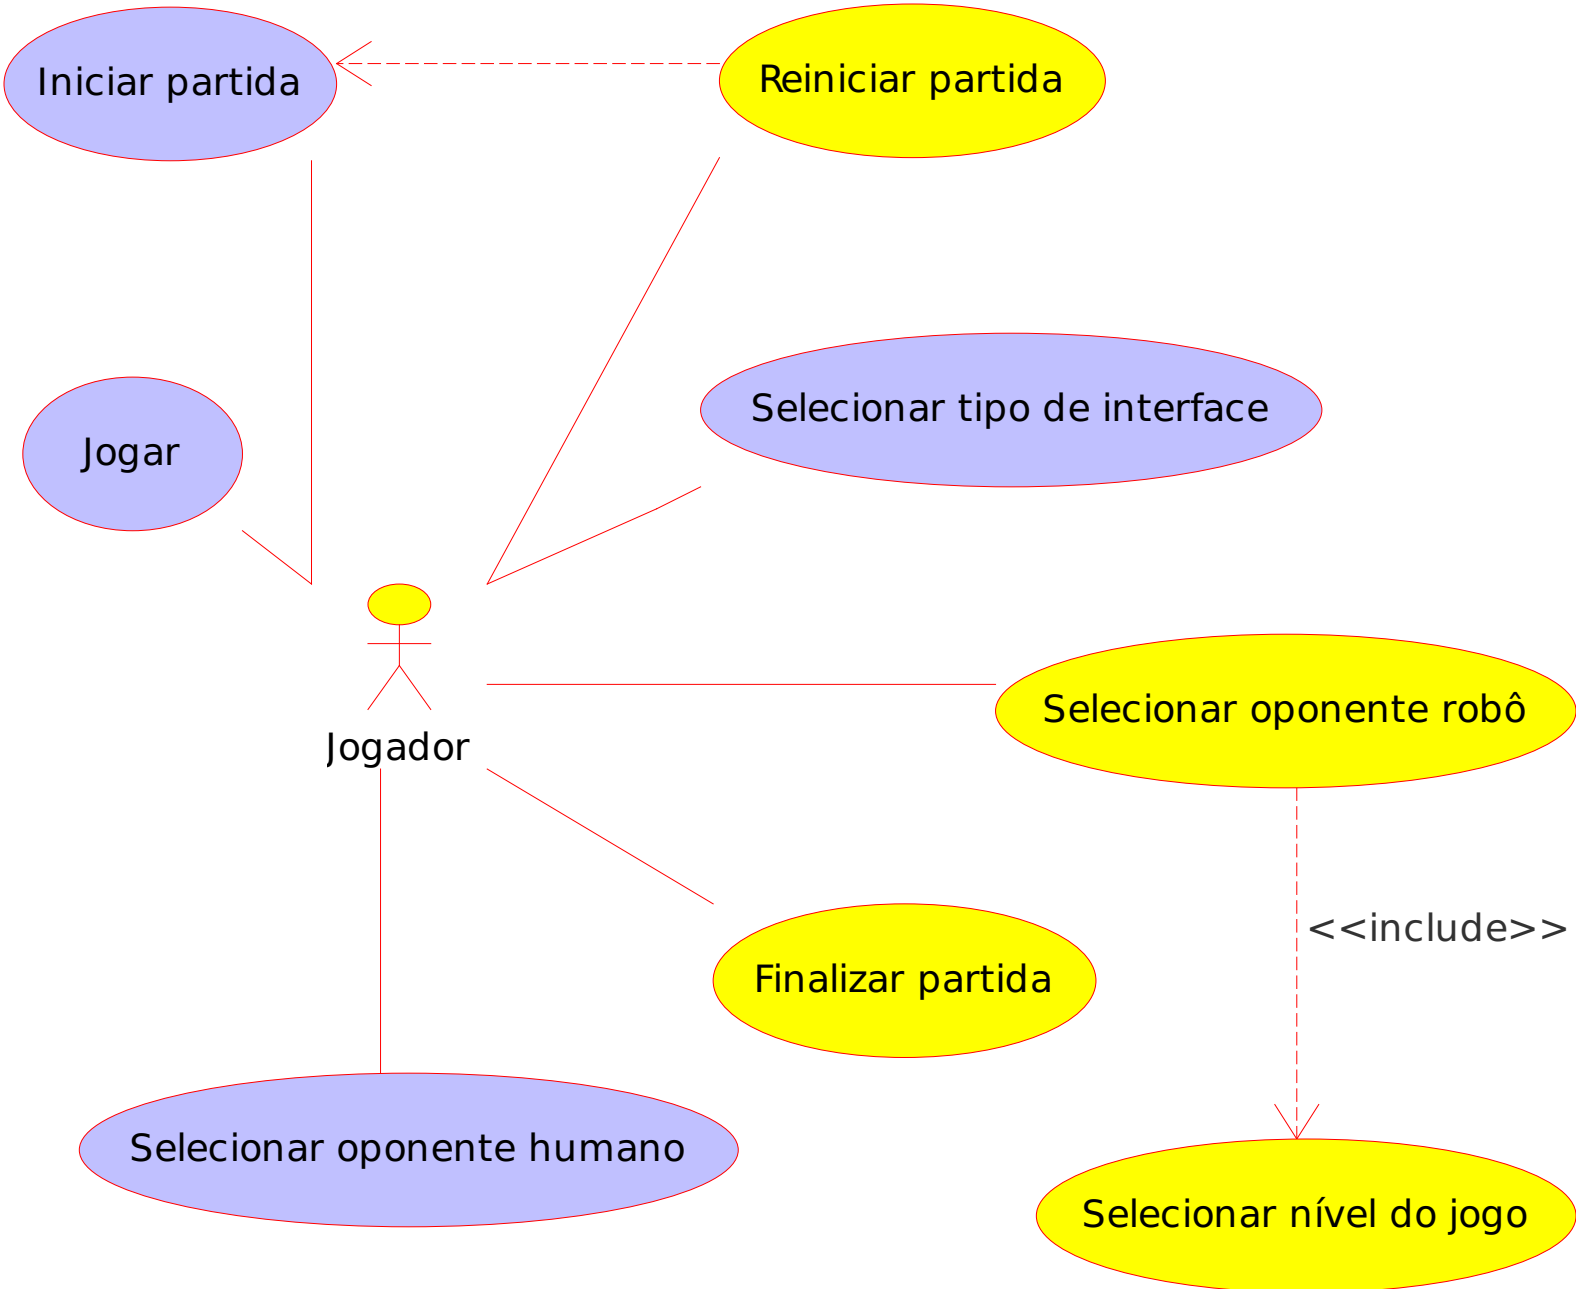 Iniciar partida
Reiniciar partida
Selecionar tipo de interface
Jogar
Jogador
Selecionar oponente robô
<<include>>
Finalizar partida
Selecionar oponente humano
Selecionar nível do jogo